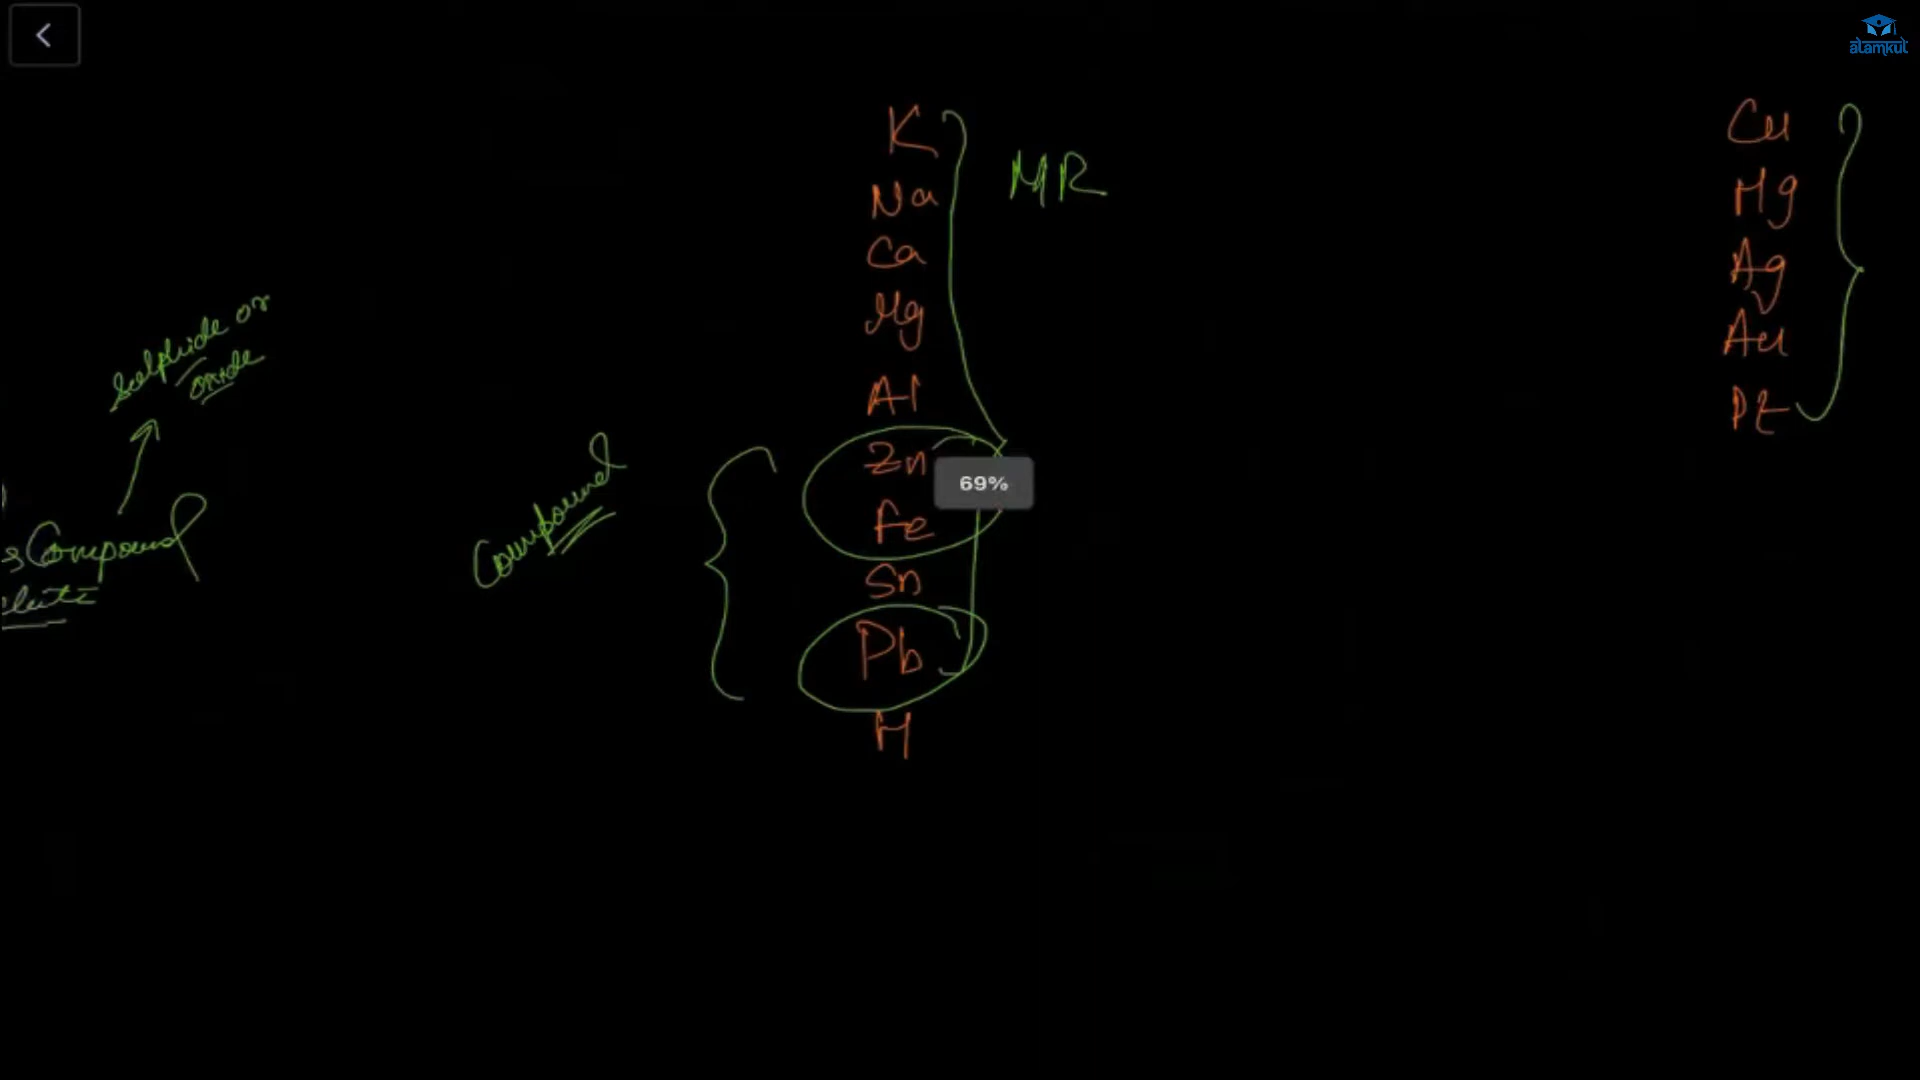 alamkut
K
Na
Ca
Mg
Al
Zn
Fe
Sn
Pb
H
MR
69%
Cu
Hg
Ag
Au
Pt
Sulphide or
oxide
Compound
Compound